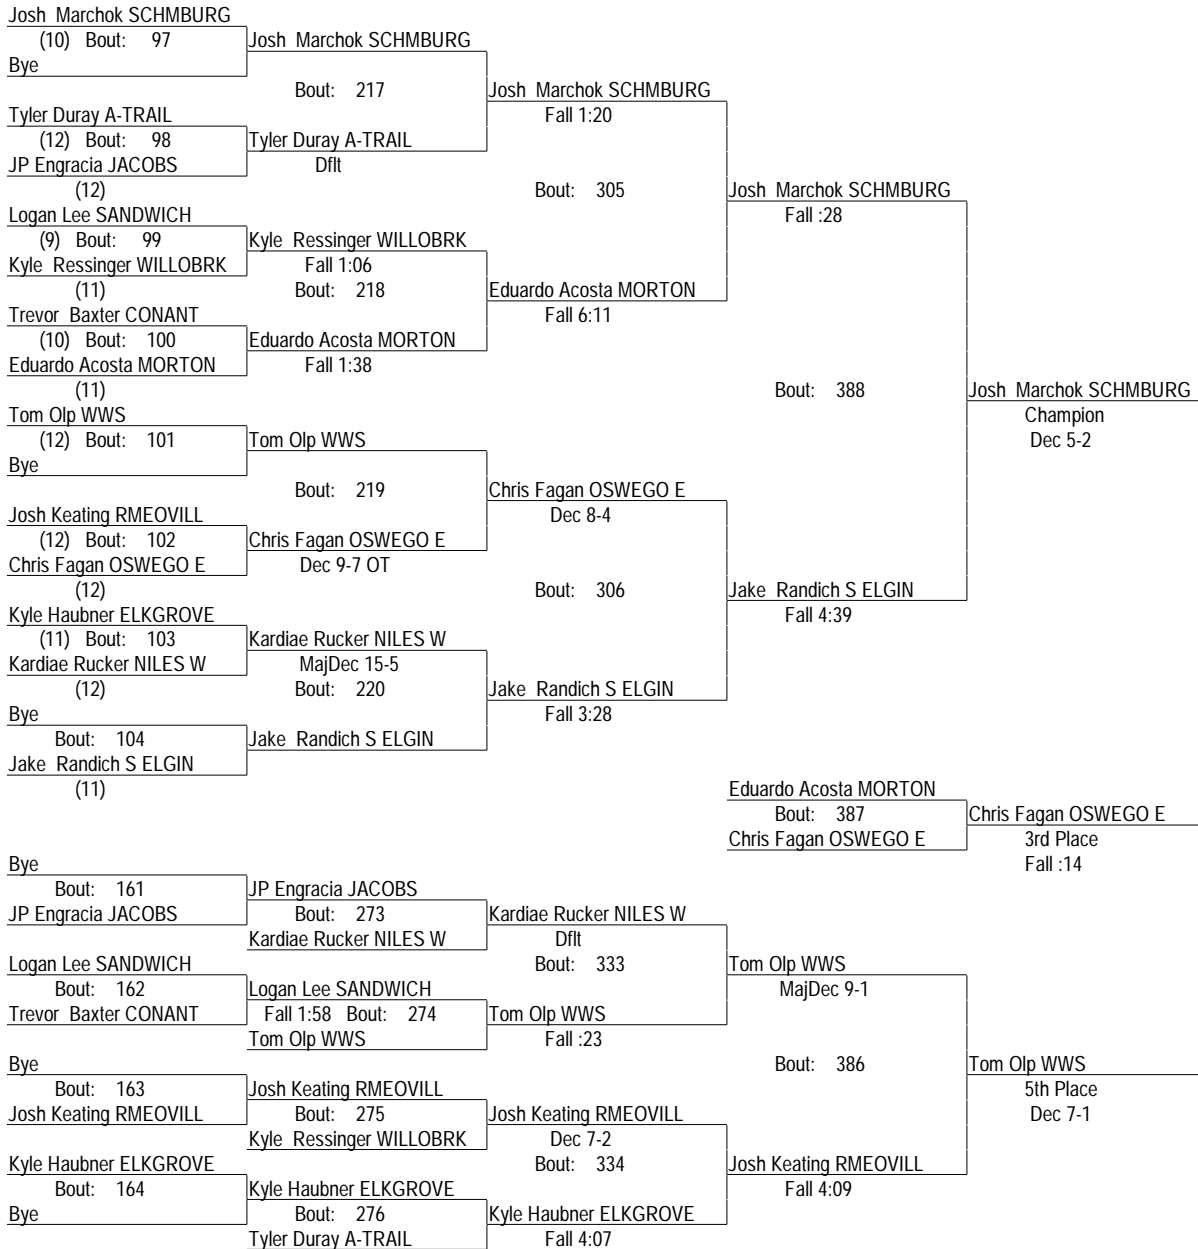 Josh  Marchok SCHMBURG
(10)  Bout:  97  Josh  Marchok SCHMBURG
Bye
Bout:  217  Josh  Marchok SCHMBURG
Tyler Duray A-TRAIL  Fall 1:20
(12)  Bout:  98  Tyler Duray A-TRAIL
JP Engracia JACOBS  Dflt
(12)  Bout:  305  Josh  Marchok SCHMBURG
Logan Lee SANDWICH  Fall :28
(9)  Bout:  99  Kyle  Ressinger WILLOBRK
Kyle  Ressinger WILLOBRK  Fall 1:06
(11)  Bout:  218  Eduardo Acosta MORTON
Trevor  Baxter CONANT  Fall 6:11
(10)  Bout:  100  Eduardo Acosta MORTON
Eduardo Acosta MORTON  Fall 1:38
(11)  Bout:  388  Josh  Marchok SCHMBURG
Tom Olp WWS  Champion
(12)  Bout:  101  Tom Olp WWS  Dec 5-2
Bye
Bout:  219  Chris Fagan OSWEGO E
Josh Keating RMEOVILL  Dec 8-4
(12)  Bout:  102  Chris Fagan OSWEGO E
Chris Fagan OSWEGO E  Dec 9-7 OT
(12)  Bout:  306  Jake  Randich S ELGIN
Kyle Haubner ELKGROVE  Fall 4:39
(11)  Bout:  103  Kardiae Rucker NILES W
Kardiae Rucker NILES W  MajDec 15-5
(12)  Bout:  220  Jake  Randich S ELGIN
Bye  Fall 3:28
Bout:  104  Jake  Randich S ELGIN
Jake  Randich S ELGIN
(11)  Eduardo Acosta MORTON
Bout:  387  Chris Fagan OSWEGO E
Chris Fagan OSWEGO E  3rd Place
Bye  Fall :14
Bout:  161  JP Engracia JACOBS
JP Engracia JACOBS  Bout:  273  Kardiae Rucker NILES W
Kardiae Rucker NILES W  Dflt
Logan Lee SANDWICH  Bout:  333  Tom Olp WWS
Bout:  162  Logan Lee SANDWICH  MajDec 9-1
Trevor  Baxter CONANT  Fall 1:58  Bout:  274  Tom Olp WWS
Tom Olp WWS  Fall :23
Bye  Bout:  386  Tom Olp WWS
Bout:  163  Josh Keating RMEOVILL  5th Place
Josh Keating RMEOVILL  Bout:  275  Josh Keating RMEOVILL  Dec 7-1
Kyle  Ressinger WILLOBRK  Dec 7-2
Kyle Haubner ELKGROVE  Bout:  334  Josh Keating RMEOVILL
Bout:  164  Kyle Haubner ELKGROVE  Fall 4:09
Bye  Bout:  276  Kyle Haubner ELKGROVE
Tyler Duray A-TRAIL  Fall 4:07